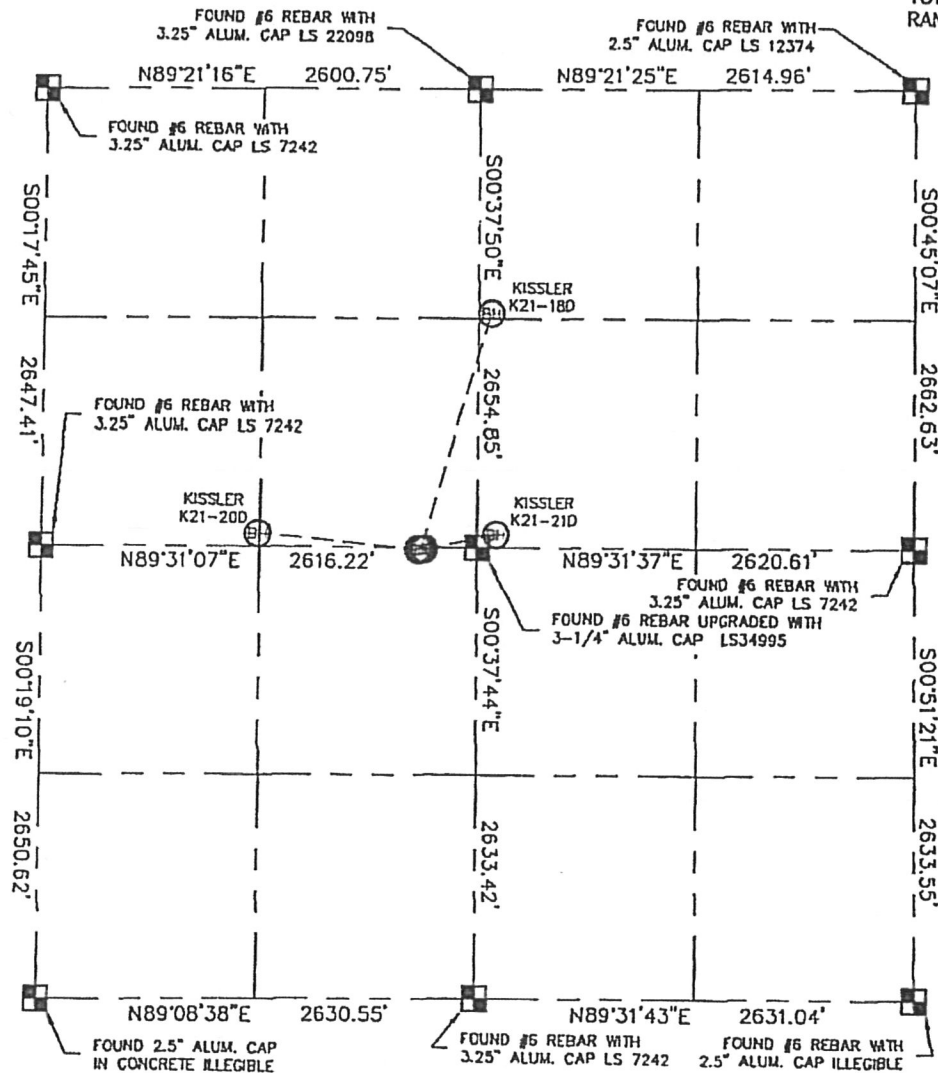 RAN
FOUND #6 REBAR WITH
3.25" ALUM. CAP LS 22098
FOUND #6 REBAR WITH
2.5" ALUM. CAP LS 12374
N89°21'16"E 2600.75'
N89°21'25"E 2614.96'
FOUND #6 REBAR WITH
3.25" ALUM. CAP LS 7242
S00°17'45"E
2647.41'
S00°37'50"E
2654.85'
S00°45'07"E
2662.63'
KISSLER
K21-18D
BH
FOUND #6 REBAR WITH
3.25" ALUM. CAP LS 7242
KISSLER
K21-20D
BH
KISSLER
K21-21D
BH
N89°31'07"E 2616.22'
N89°31'37"E 2620.61'
FOUND #6 REBAR WITH
3.25" ALUM. CAP LS 7242
FOUND #6 REBAR UPGRADED WITH
3-1/4" ALUM. CAP LS34995
S00°19'10"E
2650.62'
S00°37'44"E
2633.42'
S00°51'21"E
2633.55'
N89°08'38"E 2630.55'
N89°31'43"E 2631.04'
FOUND 2.5" ALUM. CAP
IN CONCRETE ILLEGIBLE
FOUND #6 REBAR WITH
3.25" ALUM. CAP LS 7242
FOUND #6 REBAR WITH
2.5" ALUM. CAP ILLEGIBLE